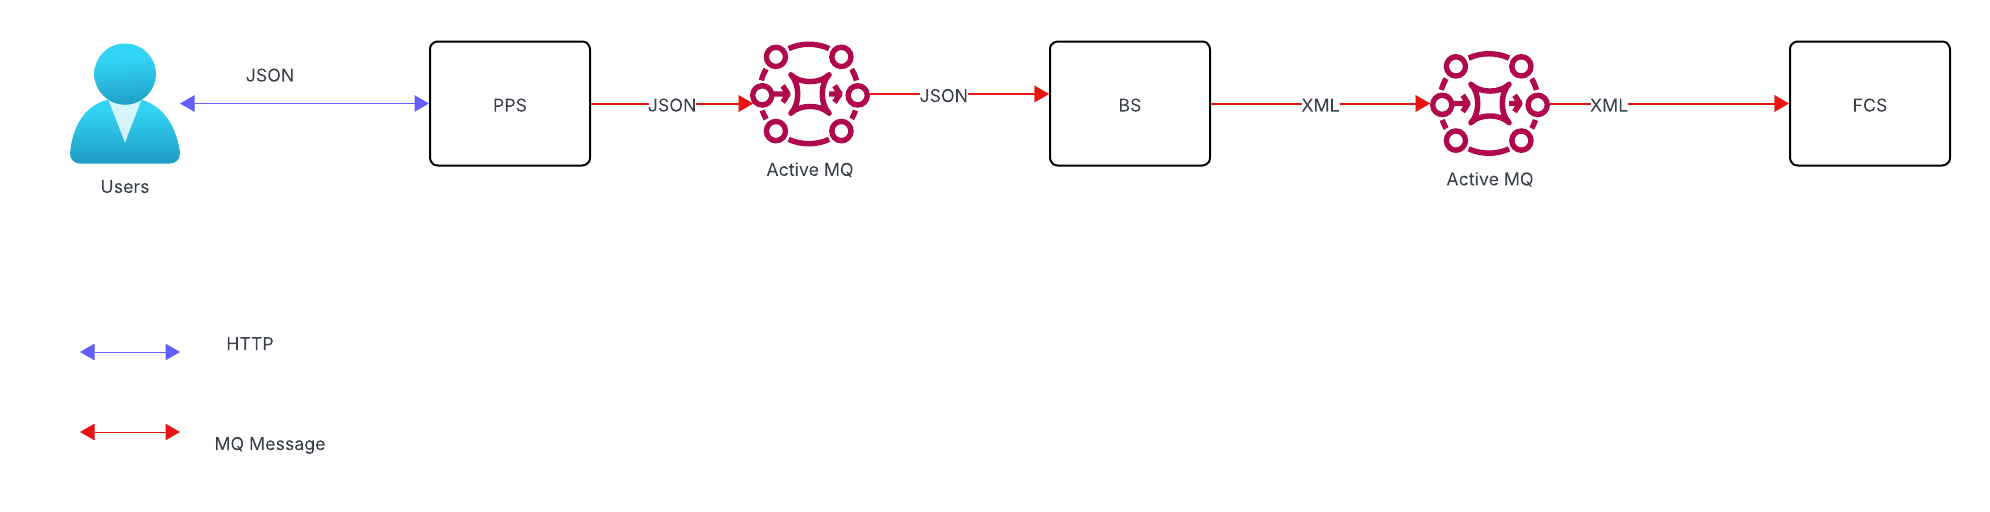 JSON
PPS
JSON
JSON
BS
XML
XML
FCS
Active MQ
Active MQ
Users
HTTP
MQ Message